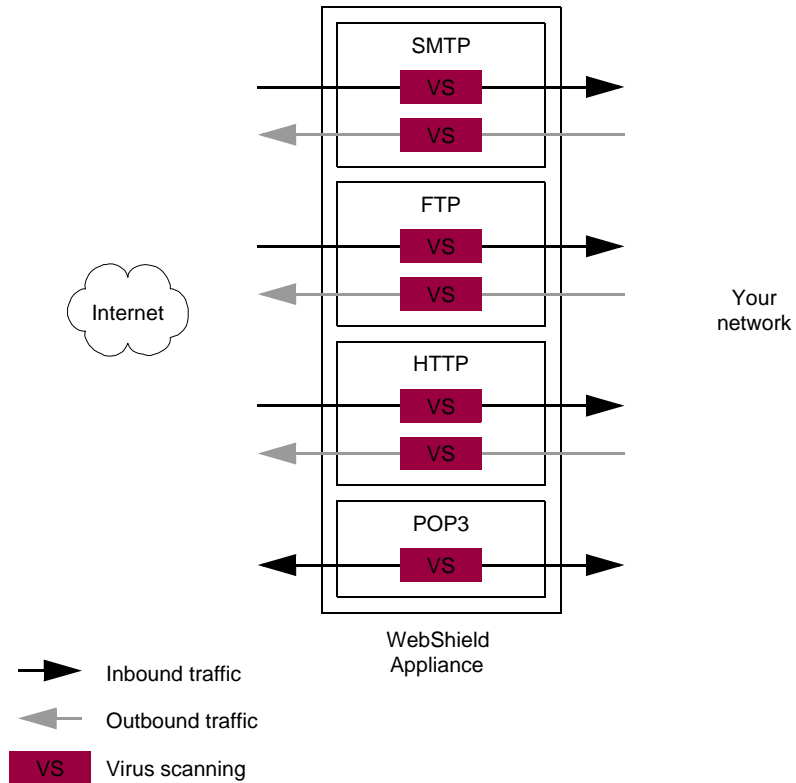 SMTP
VS
VS
FTP
VS
VS
Internet
Your
network
HTTP
VS
VS
POP3
VS
WebShield
Appliance
Inbound traffic
Outbound traffic
VS Virus scanning